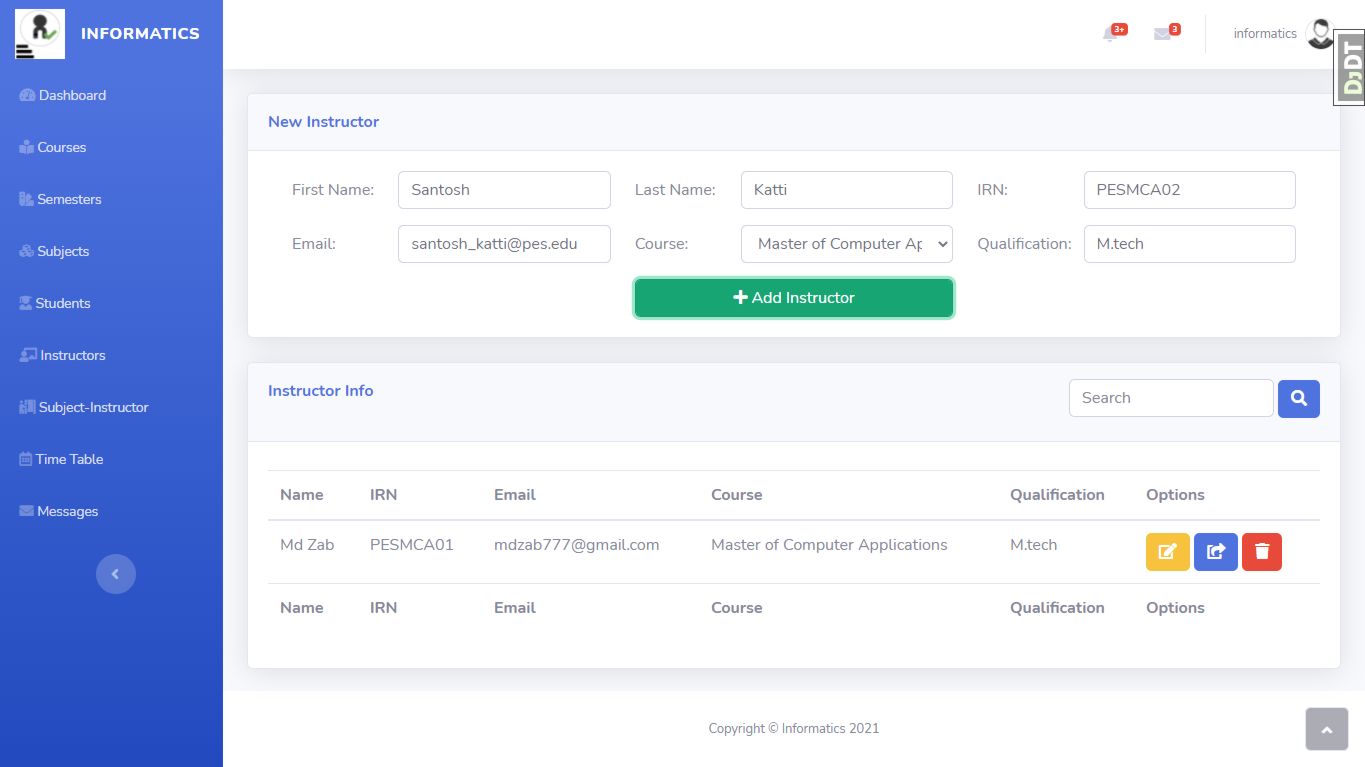 INFORMATICS
3+
3
informatics
DJDT
Dashboard
Courses
Semesters
Subjects
Students
Instructors
Subject-Instructor
Time Table
Messages
New Instructor
First Name: Santosh Last Name: Katti IRN: PESMCA02
Email: santosh_katti@pes.edu Course: Master of Computer Ap Qualification: M.tech
Add Instructor
Instructor Info
Search
Name IRN Email Course Qualification Options
Md Zab PESMCA01 mdzab777@gmail.com Master of Computer Applications M.tech
Name IRN Email Course Qualification Options
Copyright © Informatics 2021